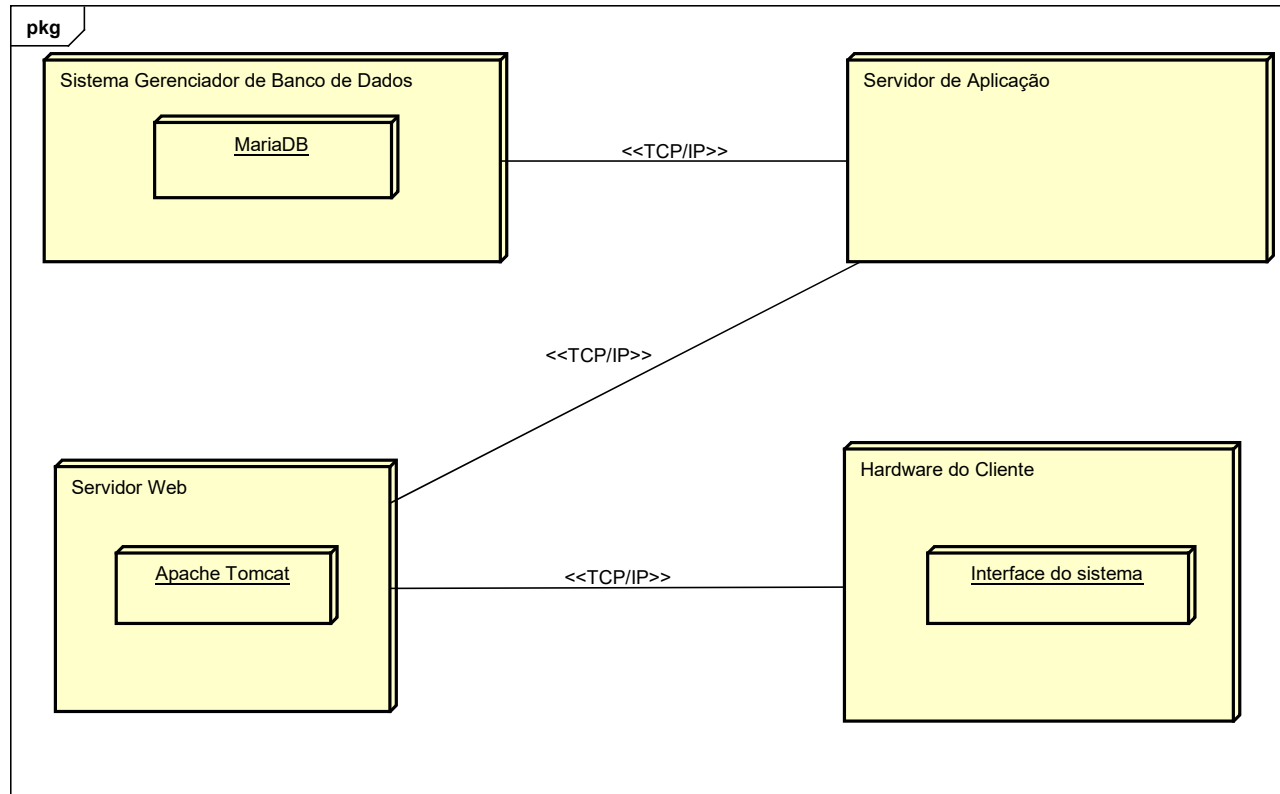 pkg
Sistema Gerenciador de Banco de Dados
MariaDB
<<TCP/IP>>
Servidor de Aplicação
<<TCP/IP>>
Servidor Web
Apache Tomcat
<<TCP/IP>>
Hardware do Cliente
Interface do sistema